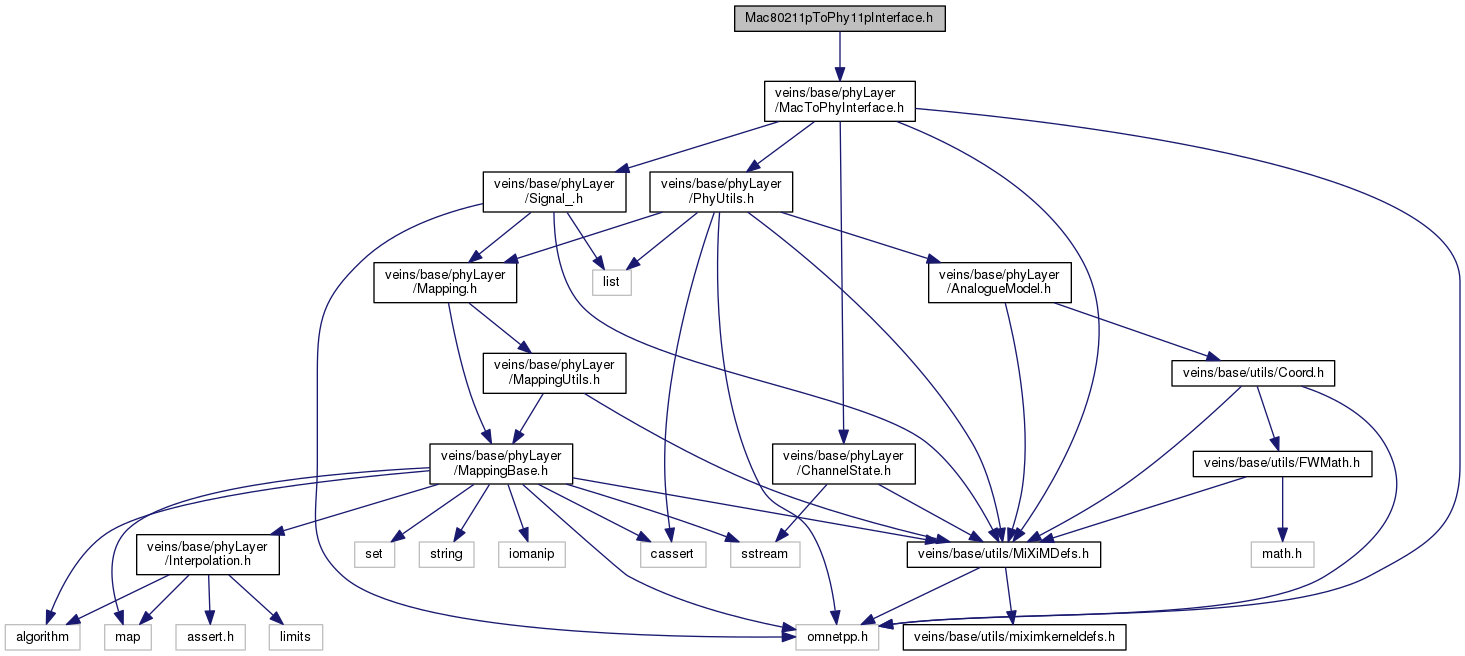 Mac80211pToPhy11pInterface.h
veins/base/phyLayer
/MacToPhyInterface.h
veins/base/phyLayer
/Signal_.h
veins/base/phyLayer
/PhyUtils.h
veins/base/phyLayer
/Mapping.h
list
veins/base/phyLayer
/AnalogueModel.h
veins/base/phyLayer
/MappingUtils.h
veins/base/utils/Coord.h
veins/base/phyLayer
/MappingBase.h
veins/base/phyLayer
/ChannelState.h
veins/base/utils/FWMath.h
veins/base/phyLayer
/Interpolation.h
set
string
iomanip
cassert
sstream
veins/base/utils/MiXiMDefs.h
math.h
algorithm
map
assert.h
limits
omnetpp.h
veins/base/utils/miximkerneldefs.h